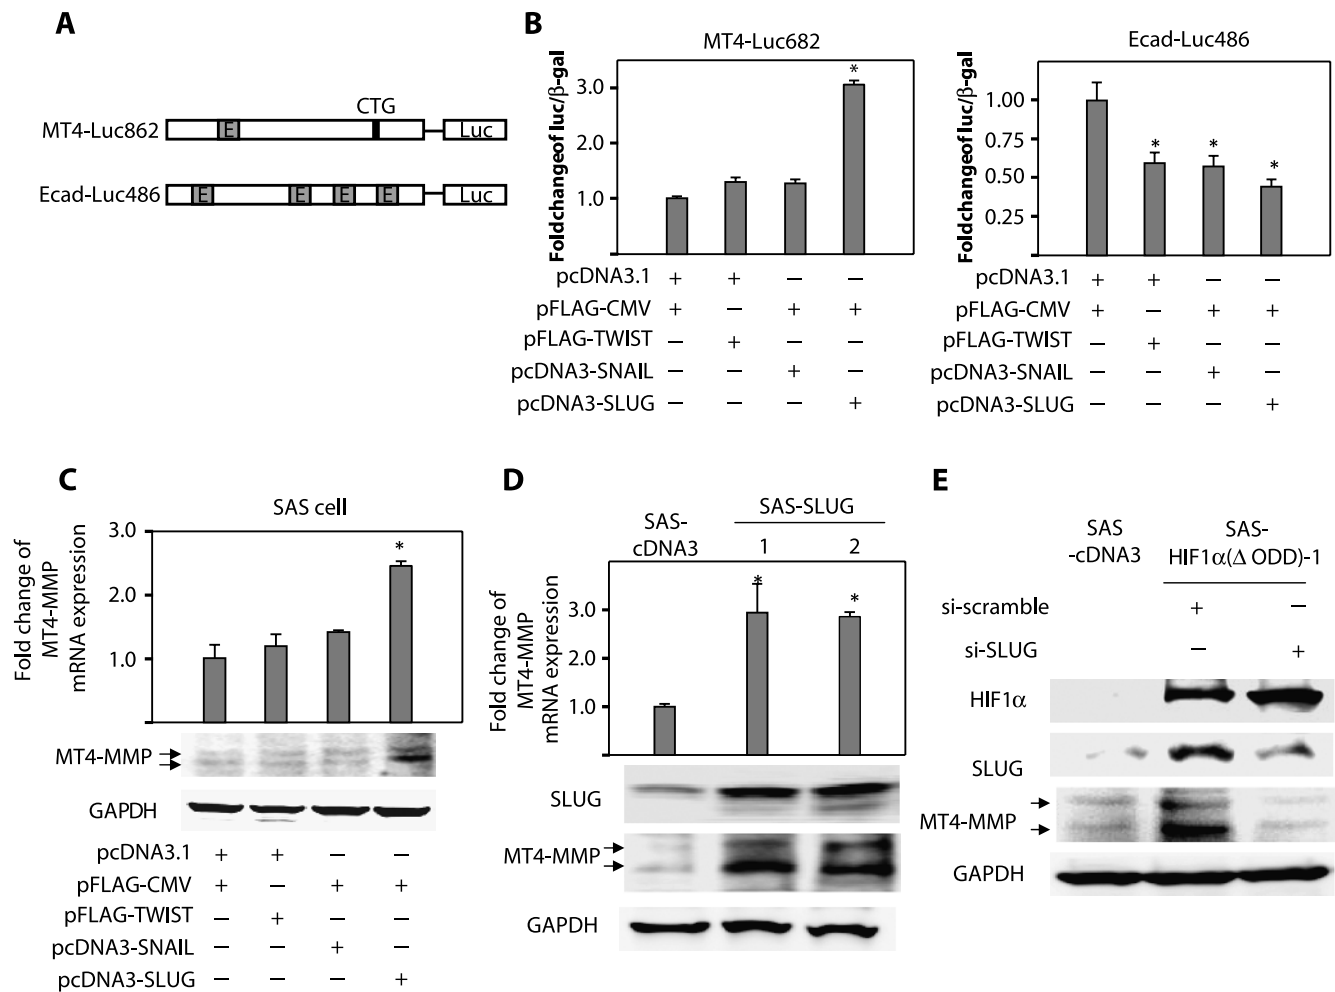 A
CTG
MT4-Luc862
E
Luc
Ecad-Luc486
E E E E
Luc
B
MT4-Luc682
Foldchangeof luc/β-gal
3.0
2.0
1.0
*
pcDNA3.1 + + – –
pFLAG-CMV + – + +
pFLAG-TWIST – + – –
pcDNA3-SNAIL – – + –
pcDNA3-SLUG – – – +
Ecad-Luc486
Foldchangeof luc/β-gal
1.00
0.75
0.50
0.25
* * *
pcDNA3.1 + + – –
pFLAG-CMV + – + +
pFLAG-TWIST – + – –
pcDNA3-SNAIL – – + –
pcDNA3-SLUG – – – +
C
SAS cell
Fold change of
MT4-MMP
mRNA expression
3.0
2.0
1.0
*
MT4-MMP
GAPDH
pcDNA3.1 + + – –
pFLAG-CMV + – + +
pFLAG-TWIST – + – –
pcDNA3-SNAIL – – + –
pcDNA3-SLUG – – – +
D
SAS-
cDNA3
SAS-SLUG
1 2
Fold change of
MT4-MMP
mRNA expression
3.0
2.0
1.0
* *
SLUG
MT4-MMP
GAPDH
E
SAS
-cDNA3
SAS-
HIF1α(Δ ODD)-1
si-scramble + –
si-SLUG – +
HIF1α
SLUG
MT4-MMP
GAPDH